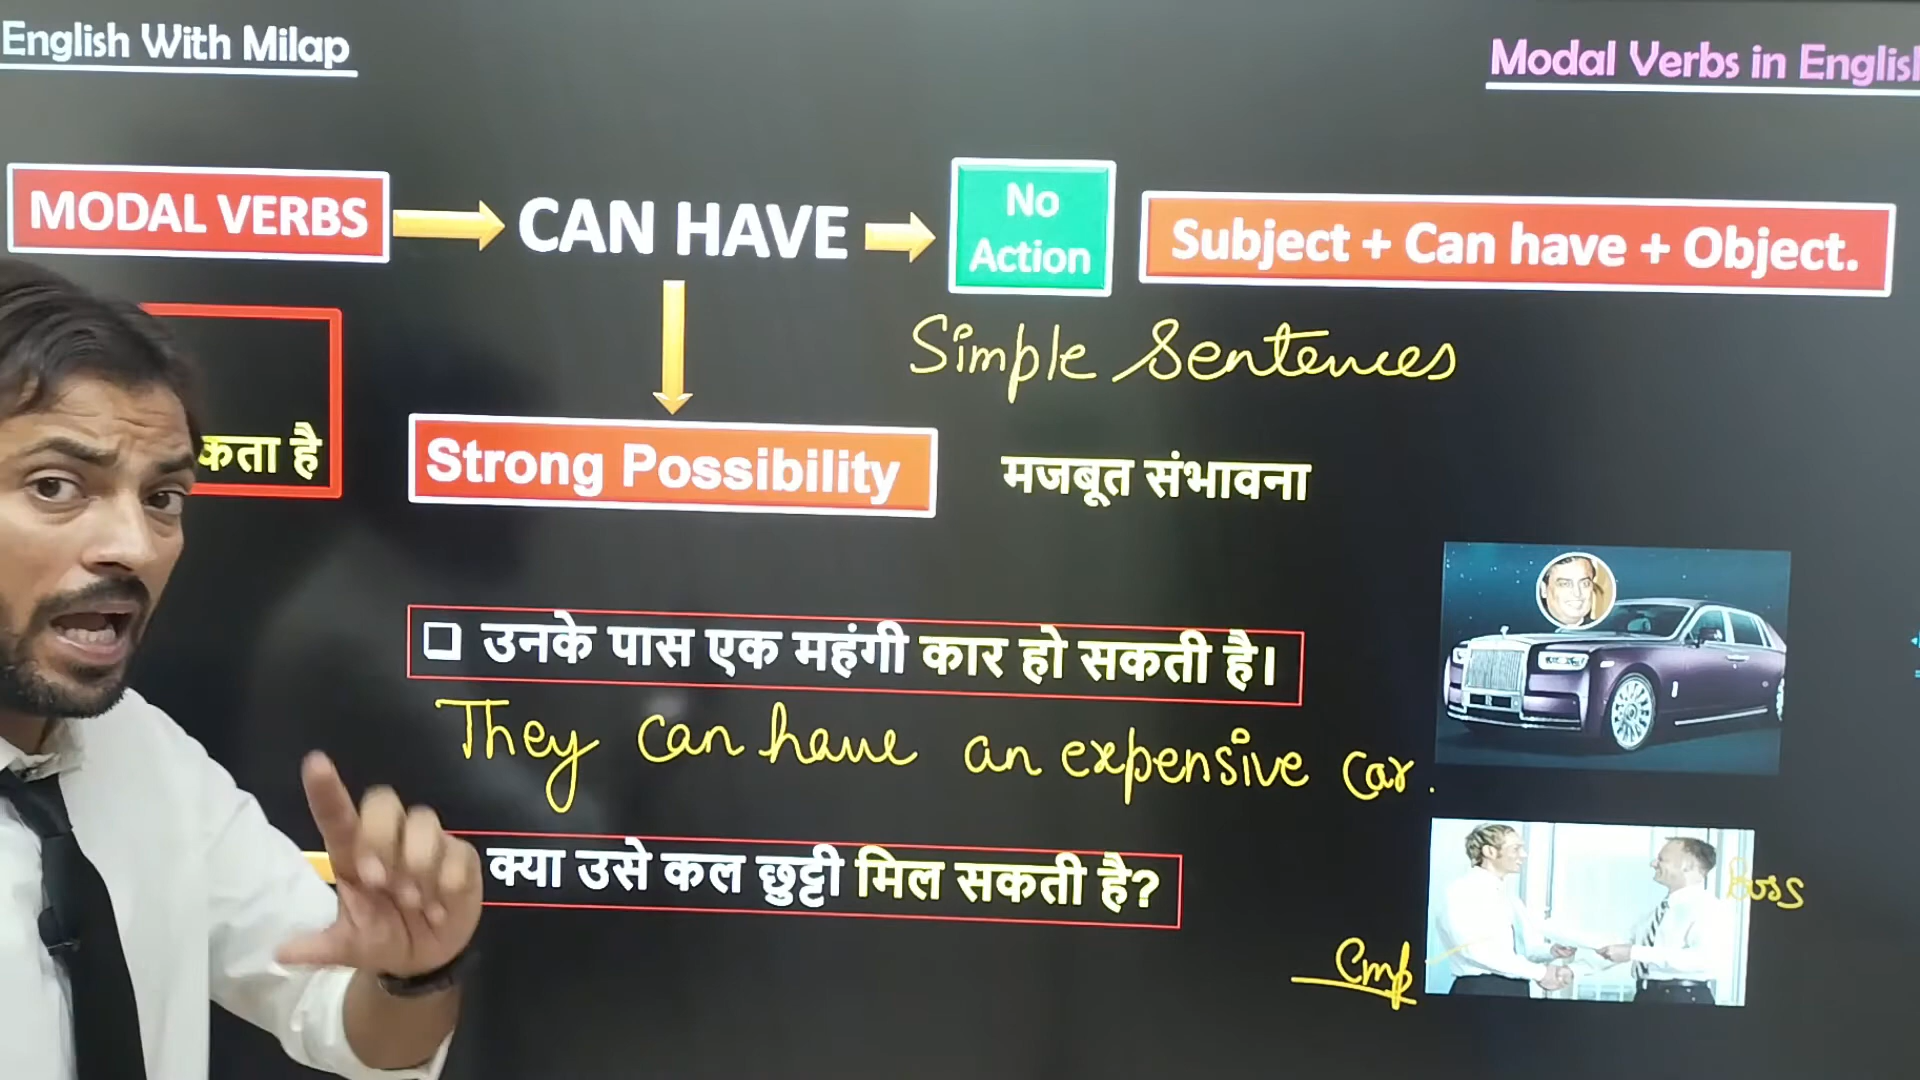 English With Milap
Modal Verbs in English
MODAL VERBS
CAN HAVE
No
Action
Subject + Can have + Object.
Simple Sentences
कता है
Strong Possibility
मजबूत संभावना
उनके पास एक महंगी कार हो सकती है।
They can have an expensive car.
क्या उसे कल छुट्टी मिल सकती है?
Boss
Emp